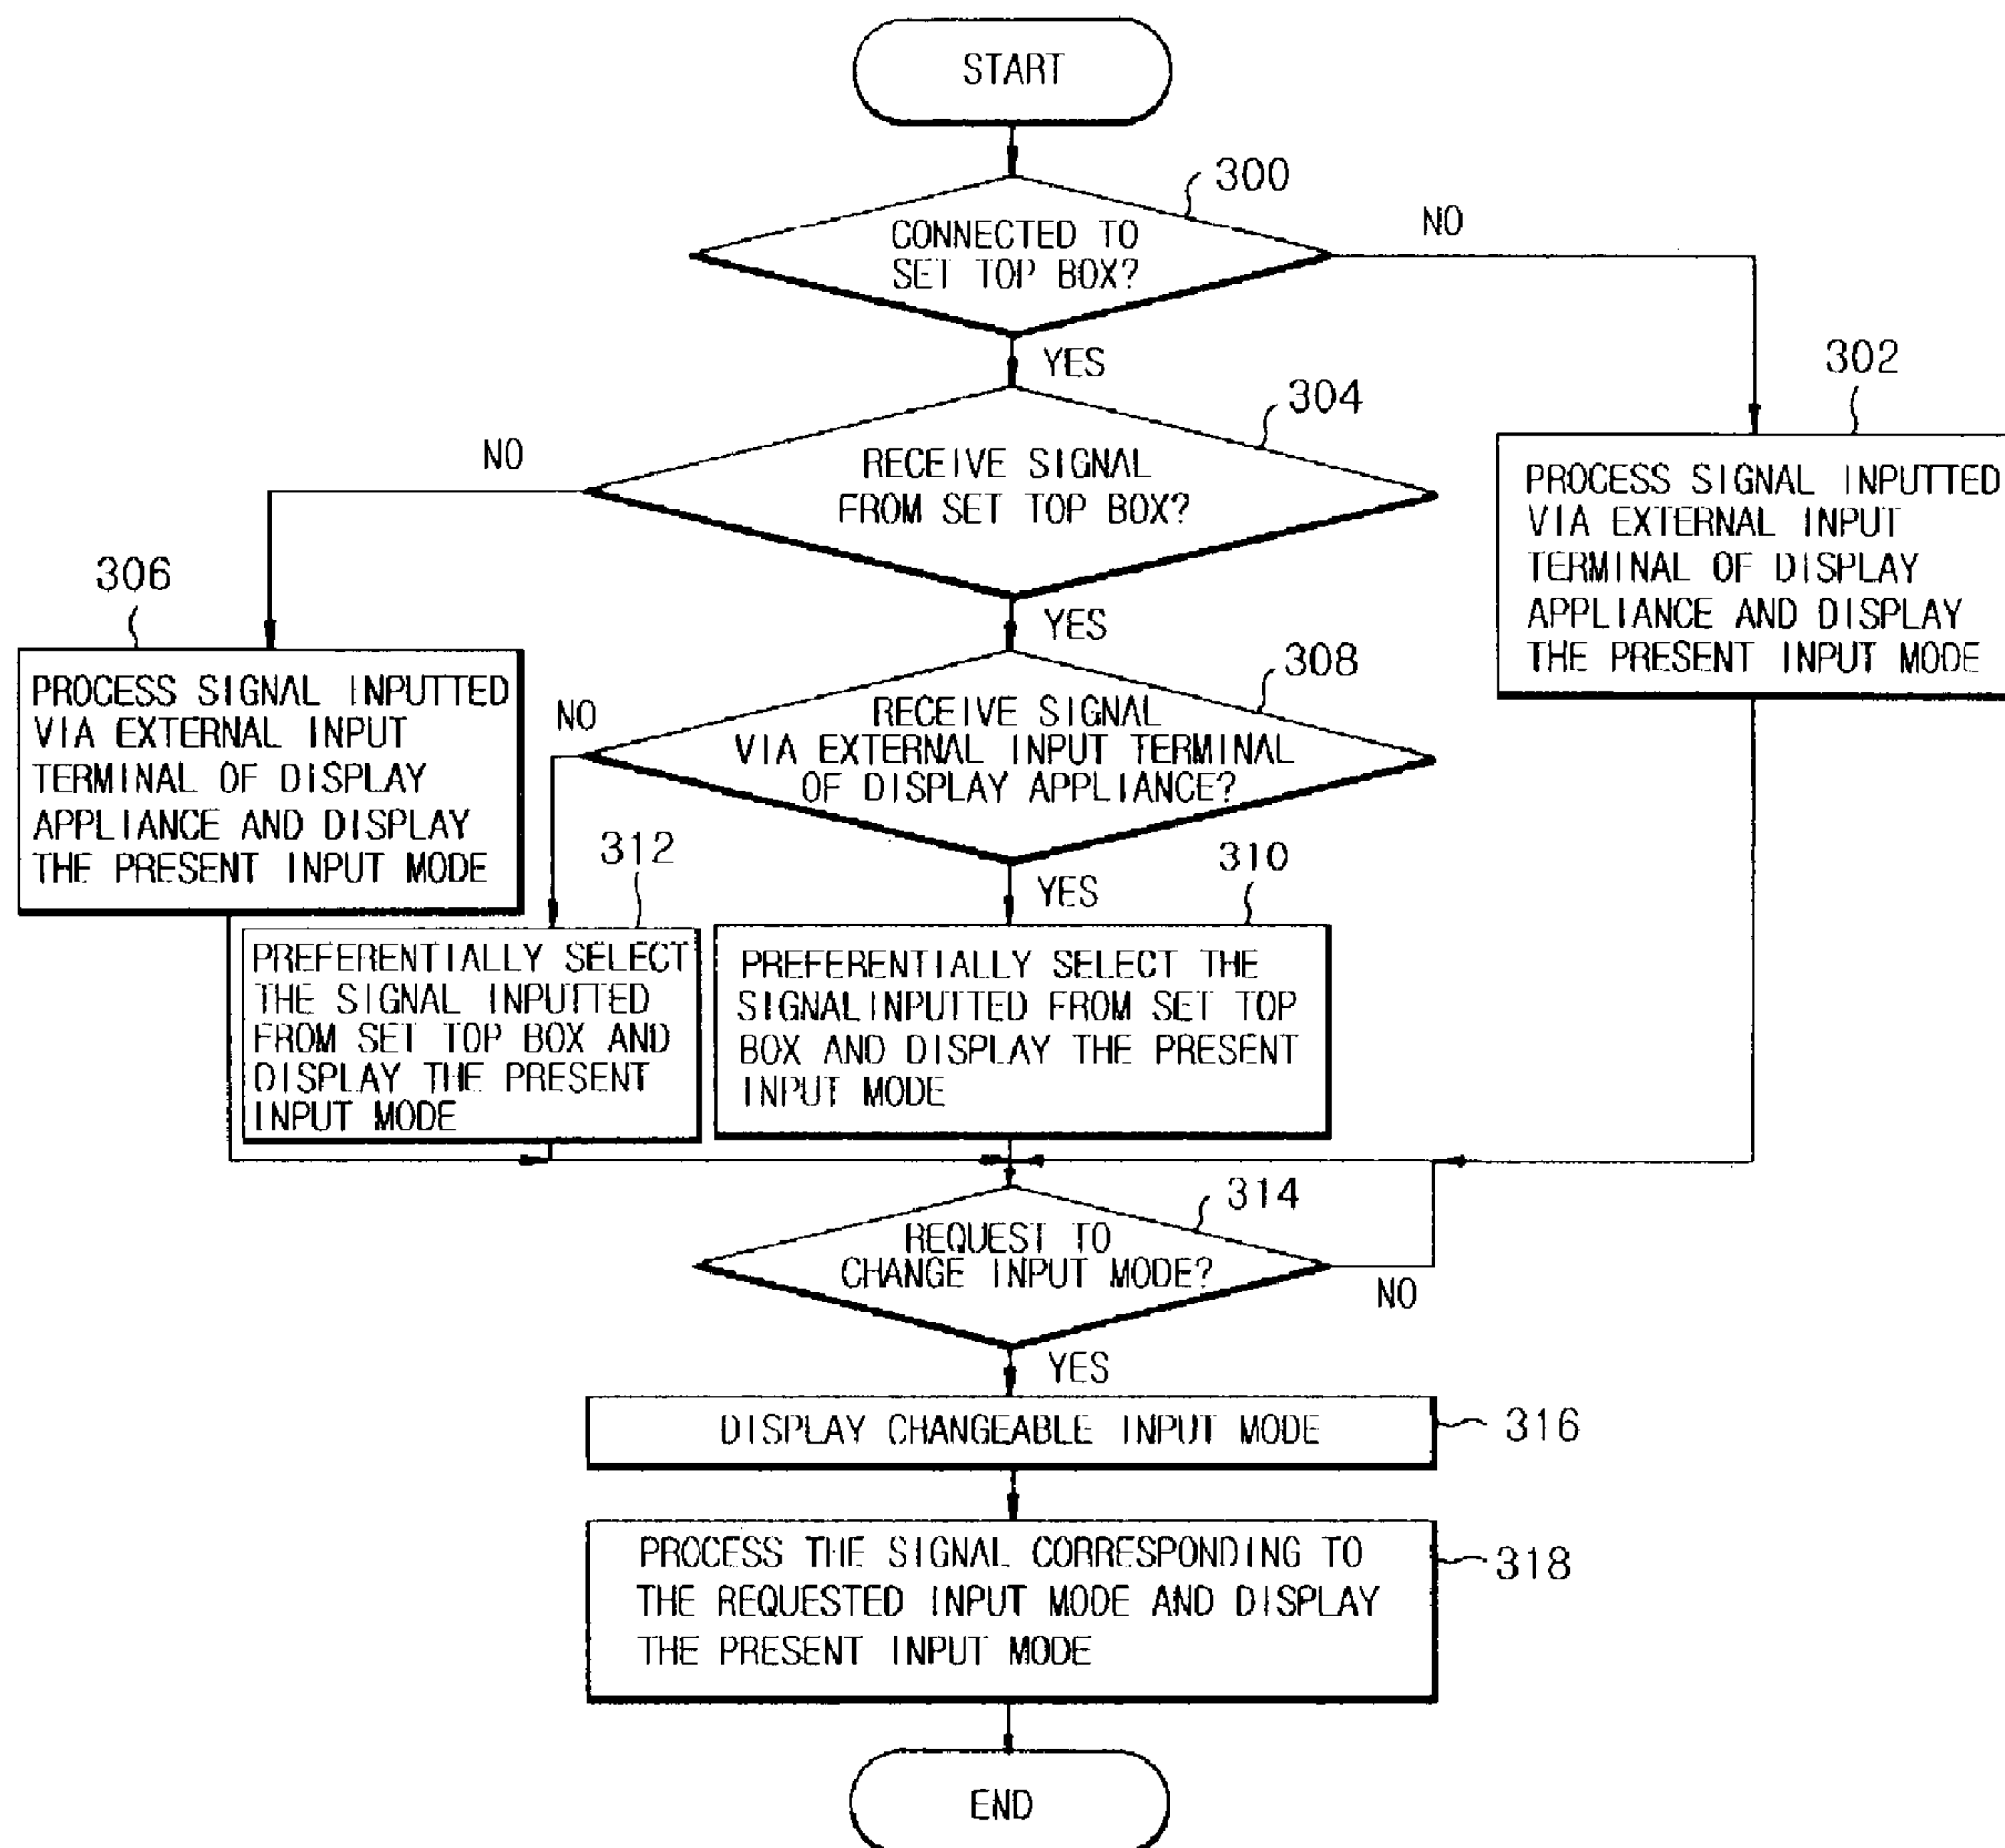 START
300
CONNECTED TO
SET TOP BOX?
NO
YES
302
PROCESS SIGNAL INPUTTED
VIA EXTERNAL INPUT
TERMINAL OF DISPLAY
APPLIANCE AND DISPLAY
THE PRESENT INPUT MODE
304
RECEIVE SIGNAL
FROM SET TOP BOX?
NO
YES
306
PROCESS SIGNAL INPUTTED
VIA EXTERNAL INPUT
TERMINAL OF DISPLAY
APPLIANCE AND DISPLAY
THE PRESENT INPUT MODE
308
RECEIVE SIGNAL
VIA EXTERNAL INPUT TERMINAL
OF DISPLAY APPLIANCE?
NO
YES
312
PREFERENTIALLY SELECT
THE SIGNAL INPUTTED
FROM SET TOP BOX AND
DISPLAY THE PRESENT
INPUT MODE
310
PREFERENTIALLY SELECT THE
SIGNALINPUTTED FROM SET TOP
BOX AND DISPLAY THE PRESENT
INPUT MODE
314
REQUEST TO
CHANGE INPUT MODE?
NO
YES
DISPLAY CHANGEABLE INPUT MODE
316
PROCESS THE SIGNAL CORRESPONDING TO
THE REQUESTED INPUT MODE AND DISPLAY
THE PRESENT INPUT MODE
318
END